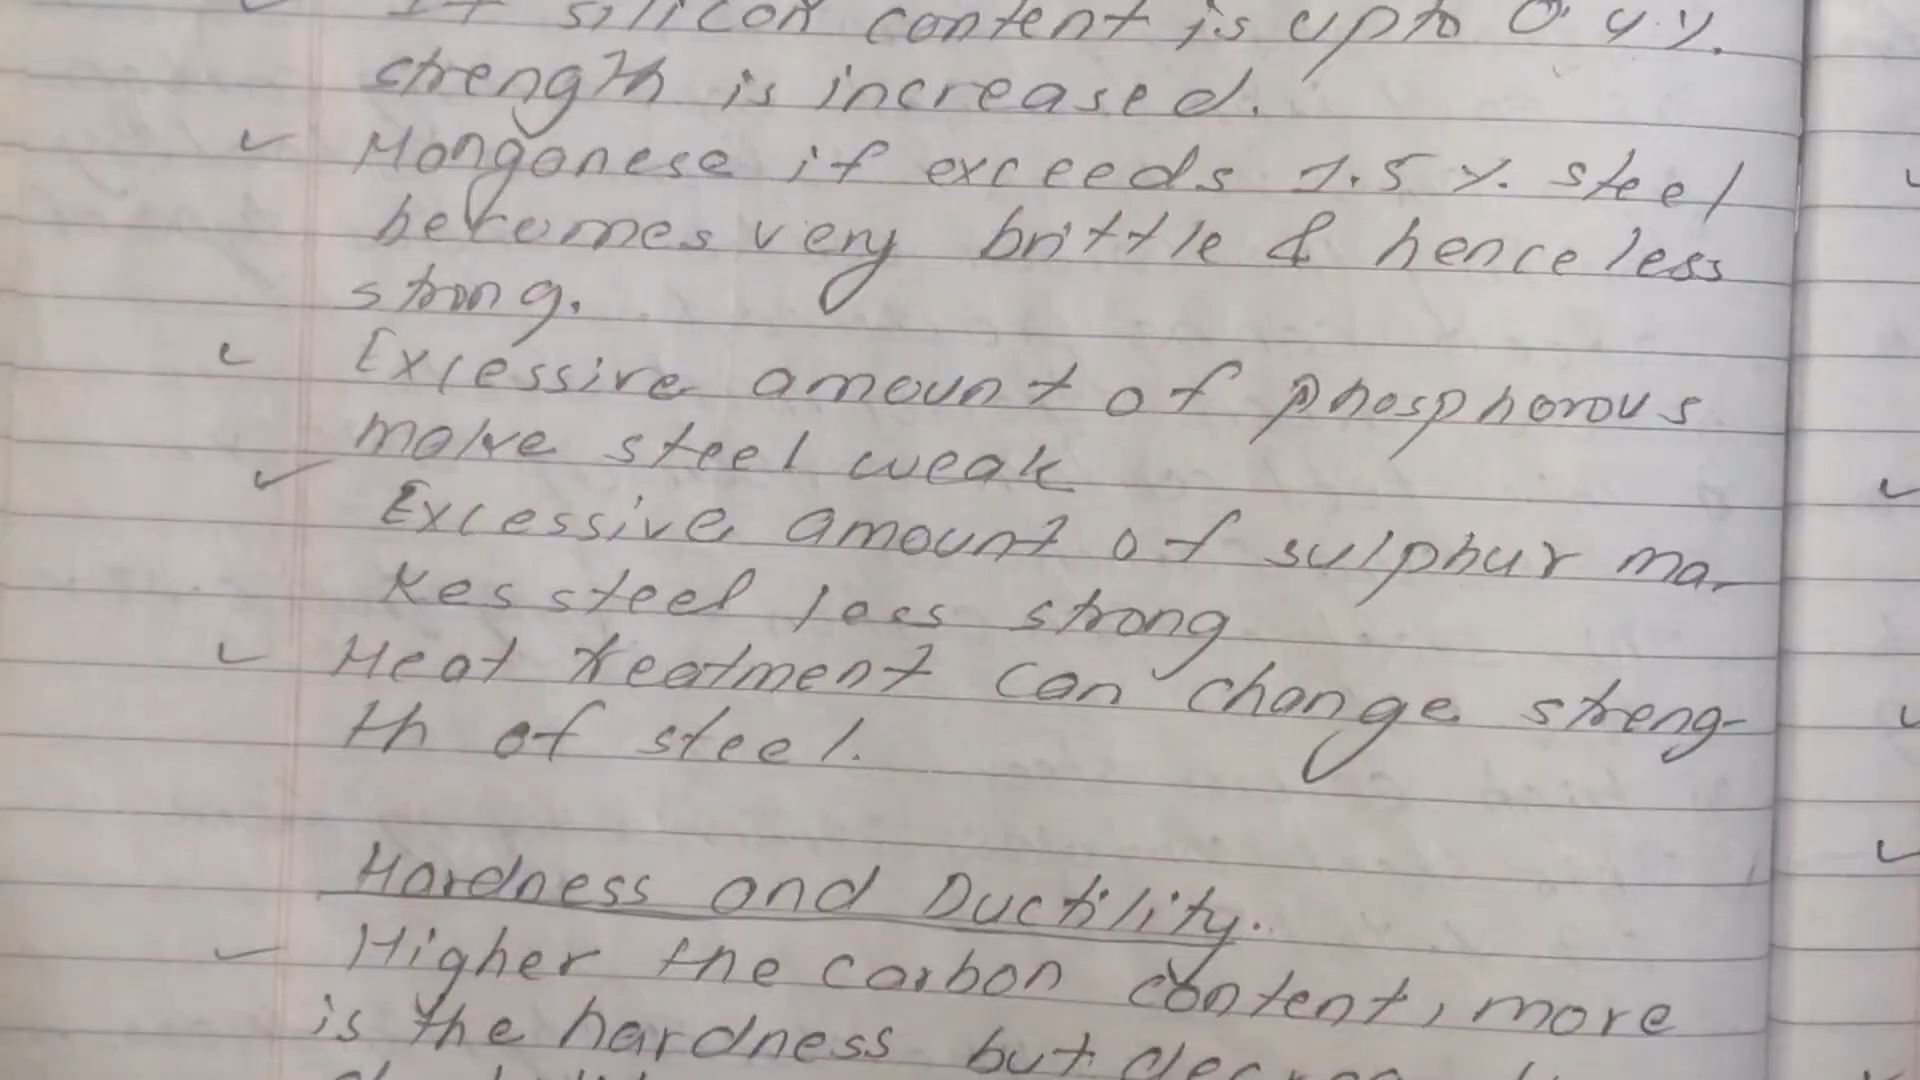 If silicon content is upto 0.4%.
strength is increased.
✓ Manganese if exceeds 1.5 %. steel
becomes very brittle & hence less
strong.
✓ Excessive amount of phosphorous
make steel weak
✓ Excessive amount of sulphur ma-
kes steel less strong
✓ Heat treatment can change streng-
th of steel.
Hardness and Ductility.
✓ Higher the carbon content, more
is the hardness but